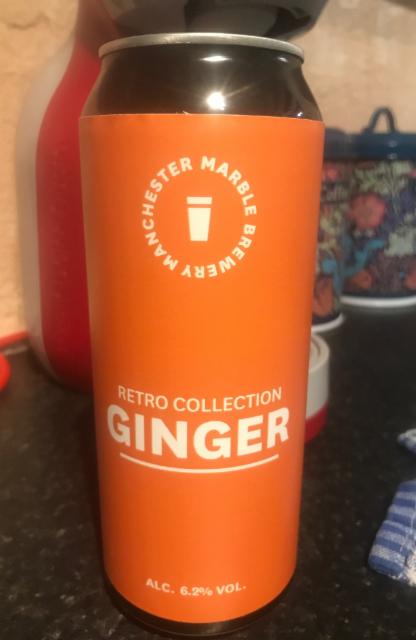 MANCHESTER MARBLE BREWERY
RETRO COLLECTION
GINGER
ALC. 6.2% VOL.